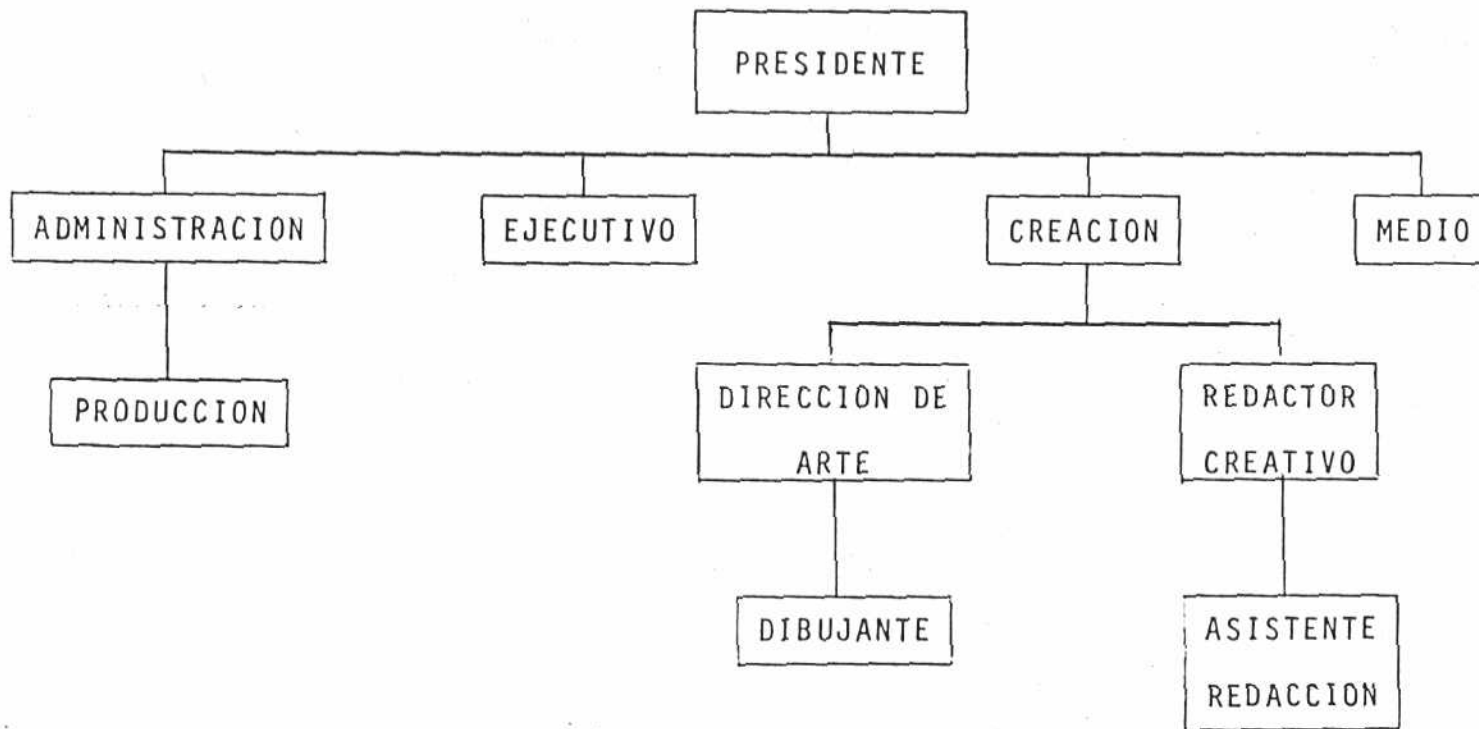 PRESIDENTE
ADMINISTRACION
EJECUTIVO
CREACION
MEDIO
PRODUCCION
DIRECCION DE
ARTE
REDACTOR
CREATIVO
DIBUJANTE
ASISTENTE
REDACCION